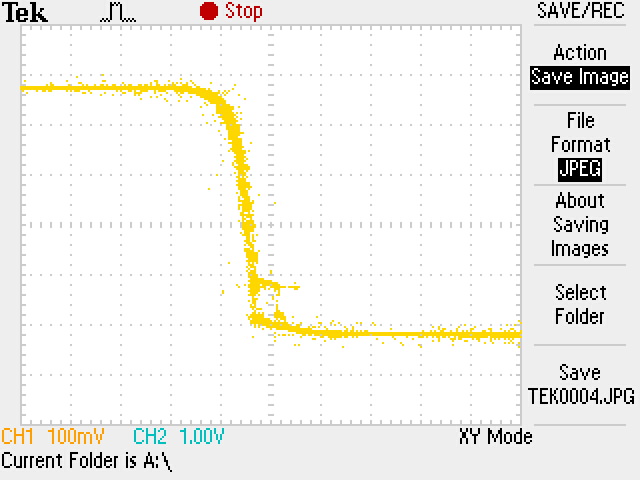 Tek Stop SAVE/REC
Action
Save Image
File
Format
JPEG
About
Saving
Images
Select
Folder
Save
TEK0004.JPG
CH1 100mV CH2 1.00V XY Mode
Current Folder is A:\